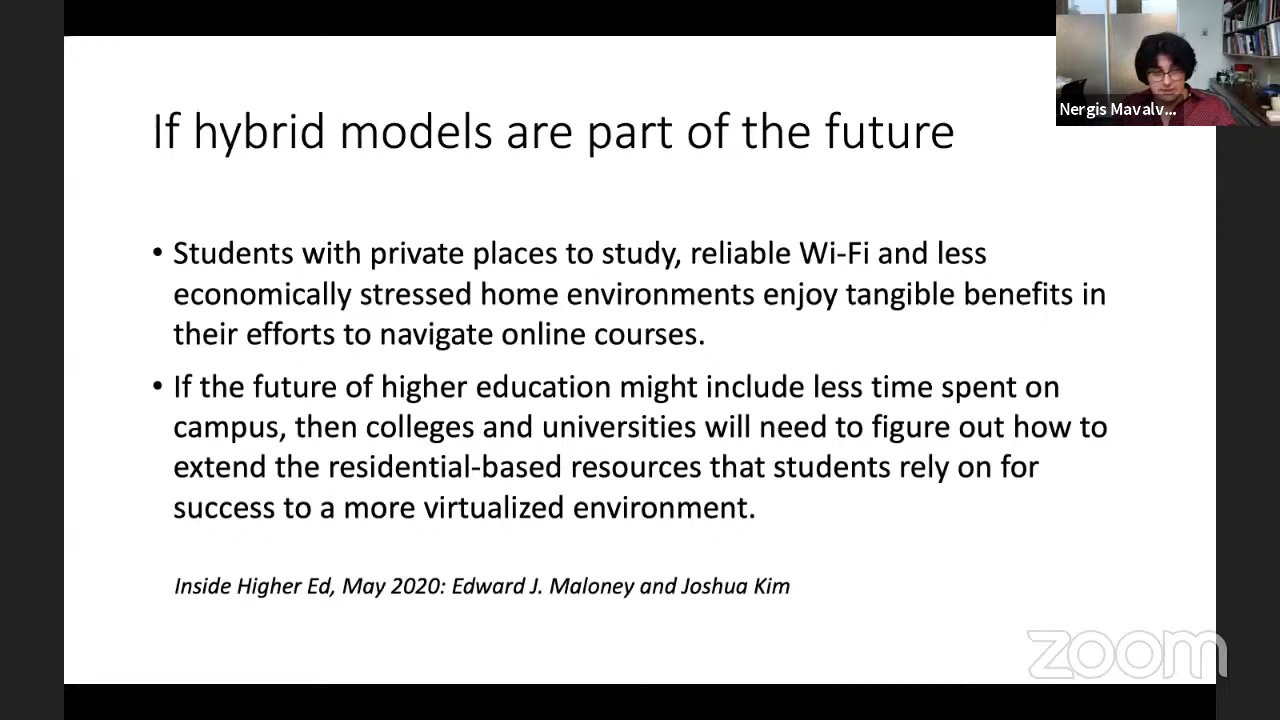 If hybrid models are part of the future
Nergis Mavalv...
• Students with private places to study, reliable Wi-Fi and less
economically stressed home environments enjoy tangible benefits in
their efforts to navigate online courses.
• If the future of higher education might include less time spent on
campus, then colleges and universities will need to figure out how to
extend the residential-based resources that students rely on for
success to a more virtualized environment.
Inside Higher Ed, May 2020: Edward J. Maloney and Joshua Kim
zoom